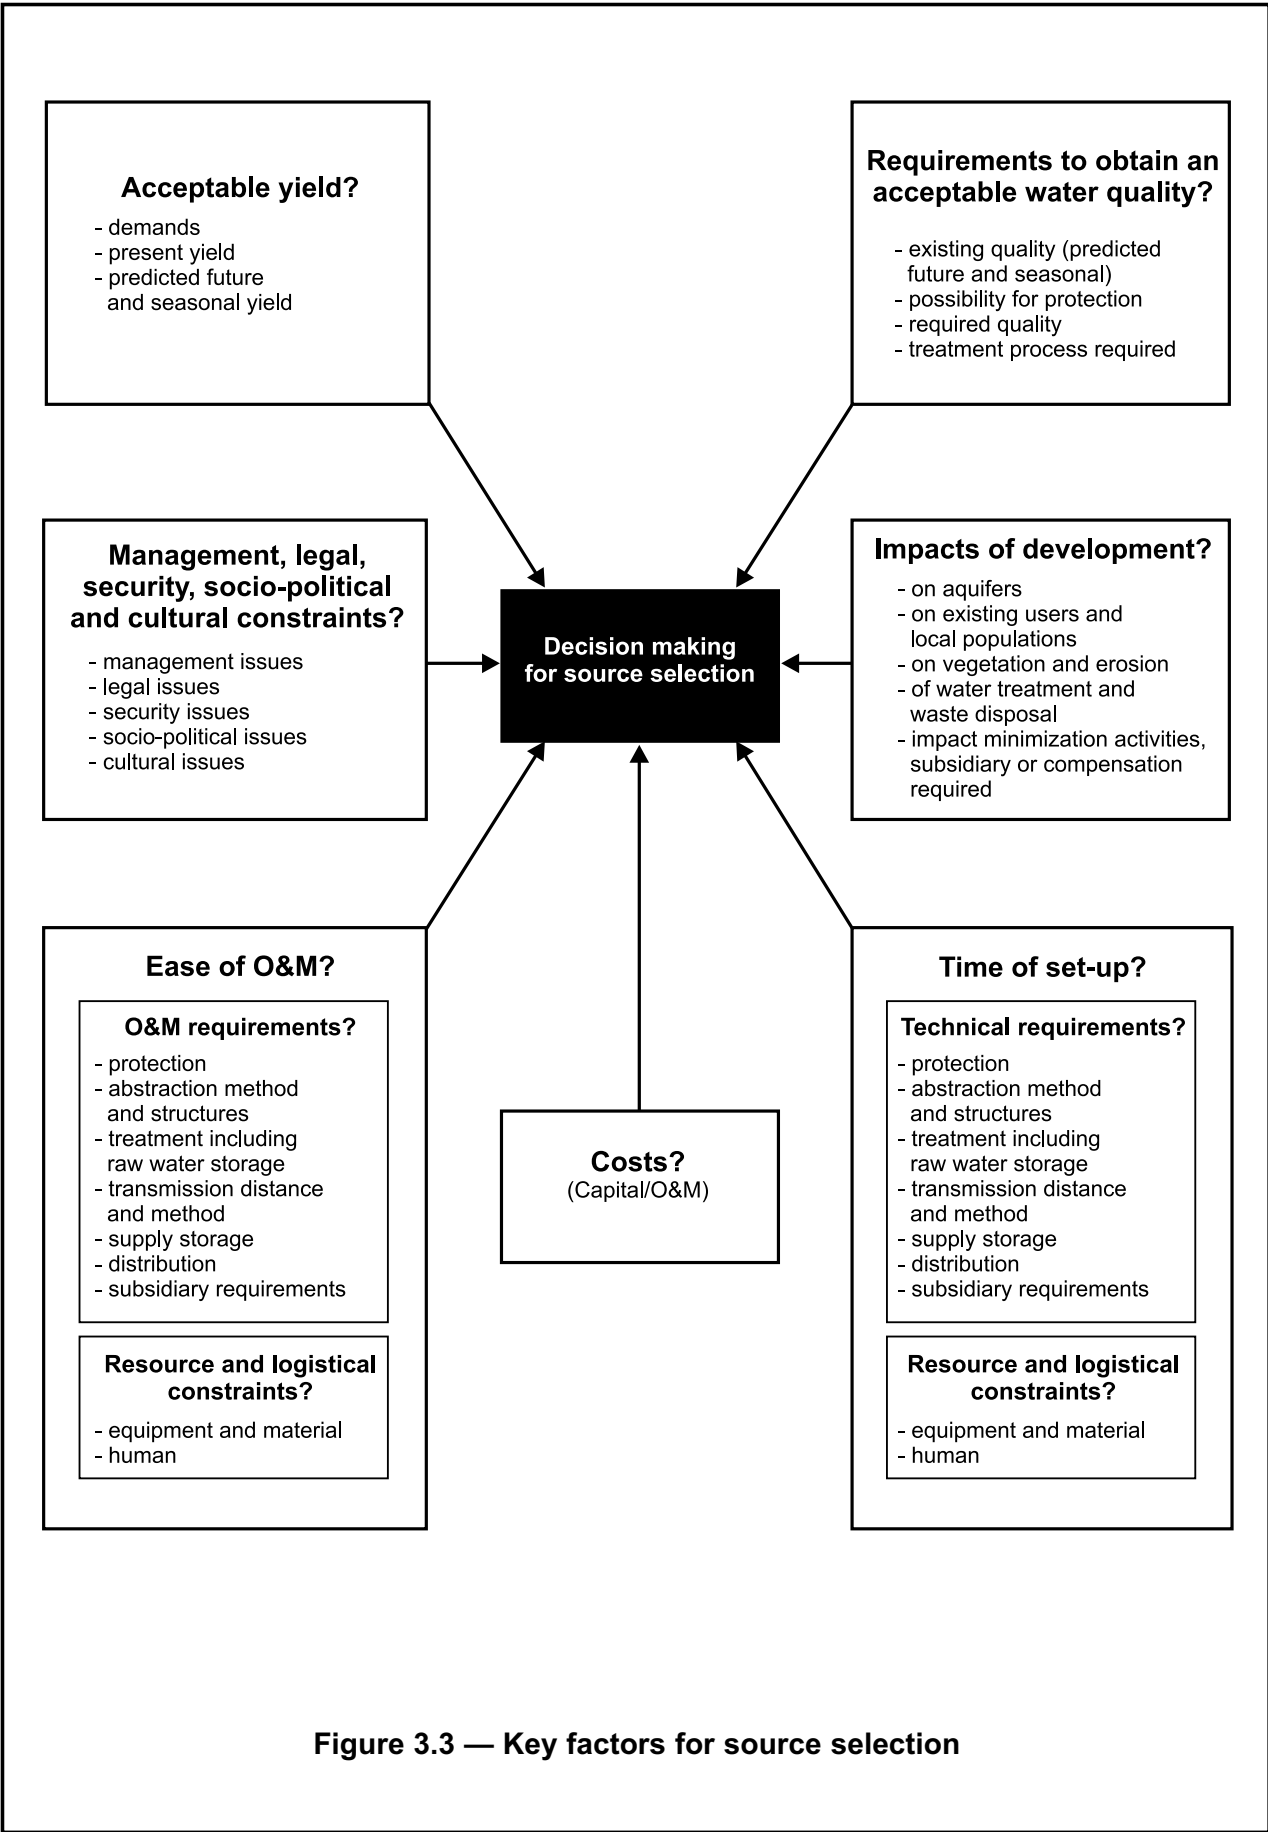 Acceptable yield?
- demands
- present yield
- predicted future
and seasonal yield
Requirements to obtain an
acceptable water quality?
- existing quality (predicted
future and seasonal)
- possibility for protection
- required quality
- treatment process required
Management, legal,
security, socio-political
and cultural constraints?
- management issues
- legal issues
- security issues
- socio-political issues
- cultural issues
Decision making
for source selection
Impacts of development?
- on aquifers
- on existing users and
local populations
- on vegetation and erosion
- of water treatment and
waste disposal
- impact minimization activities,
subsidiary or compensation
required
Ease of O&M?
O&M requirements?
- protection
- abstraction method
and structures
- treatment including
raw water storage
- transmission distance
and method
- supply storage
- distribution
- subsidiary requirements
Resource and logistical
constraints?
- equipment and material
- human
Costs?
(Capital/O&M)
Time of set-up?
Technical requirements?
- protection
- abstraction method
and structures
- treatment including
raw water storage
- transmission distance
and method
- supply storage
- distribution
- subsidiary requirements
Resource and logistical
constraints?
- equipment and material
- human
Figure 3.3 — Key factors for source selection